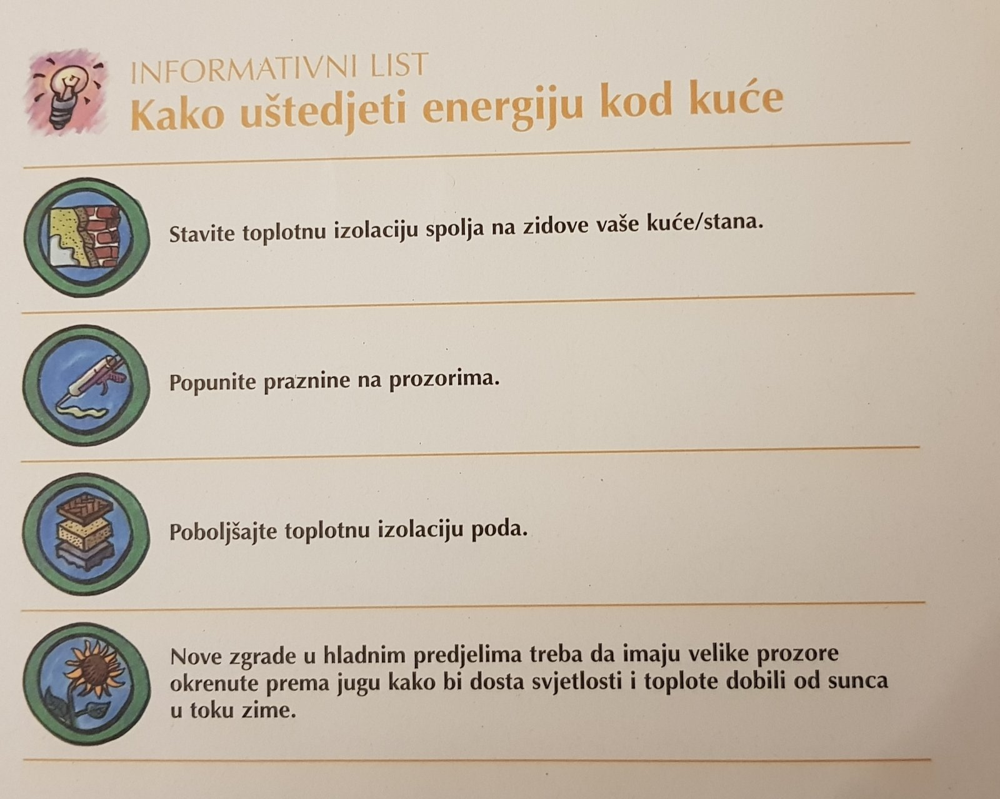 INFORMATIVNI LIST
Kako uštedjeti energiju kod kuće
Stavite toplotnu izolaciju spolja na zidove vaše kuće/stana.
Popunite praznine na prozorima.
Poboljšajte toplotnu izolaciju poda.
Nove zgrade u hladnim predjelima treba da imaju velike prozore
okrenute prema jugu kako bi dosta svjetlosti i toplote dobili od sunca
u toku zime.